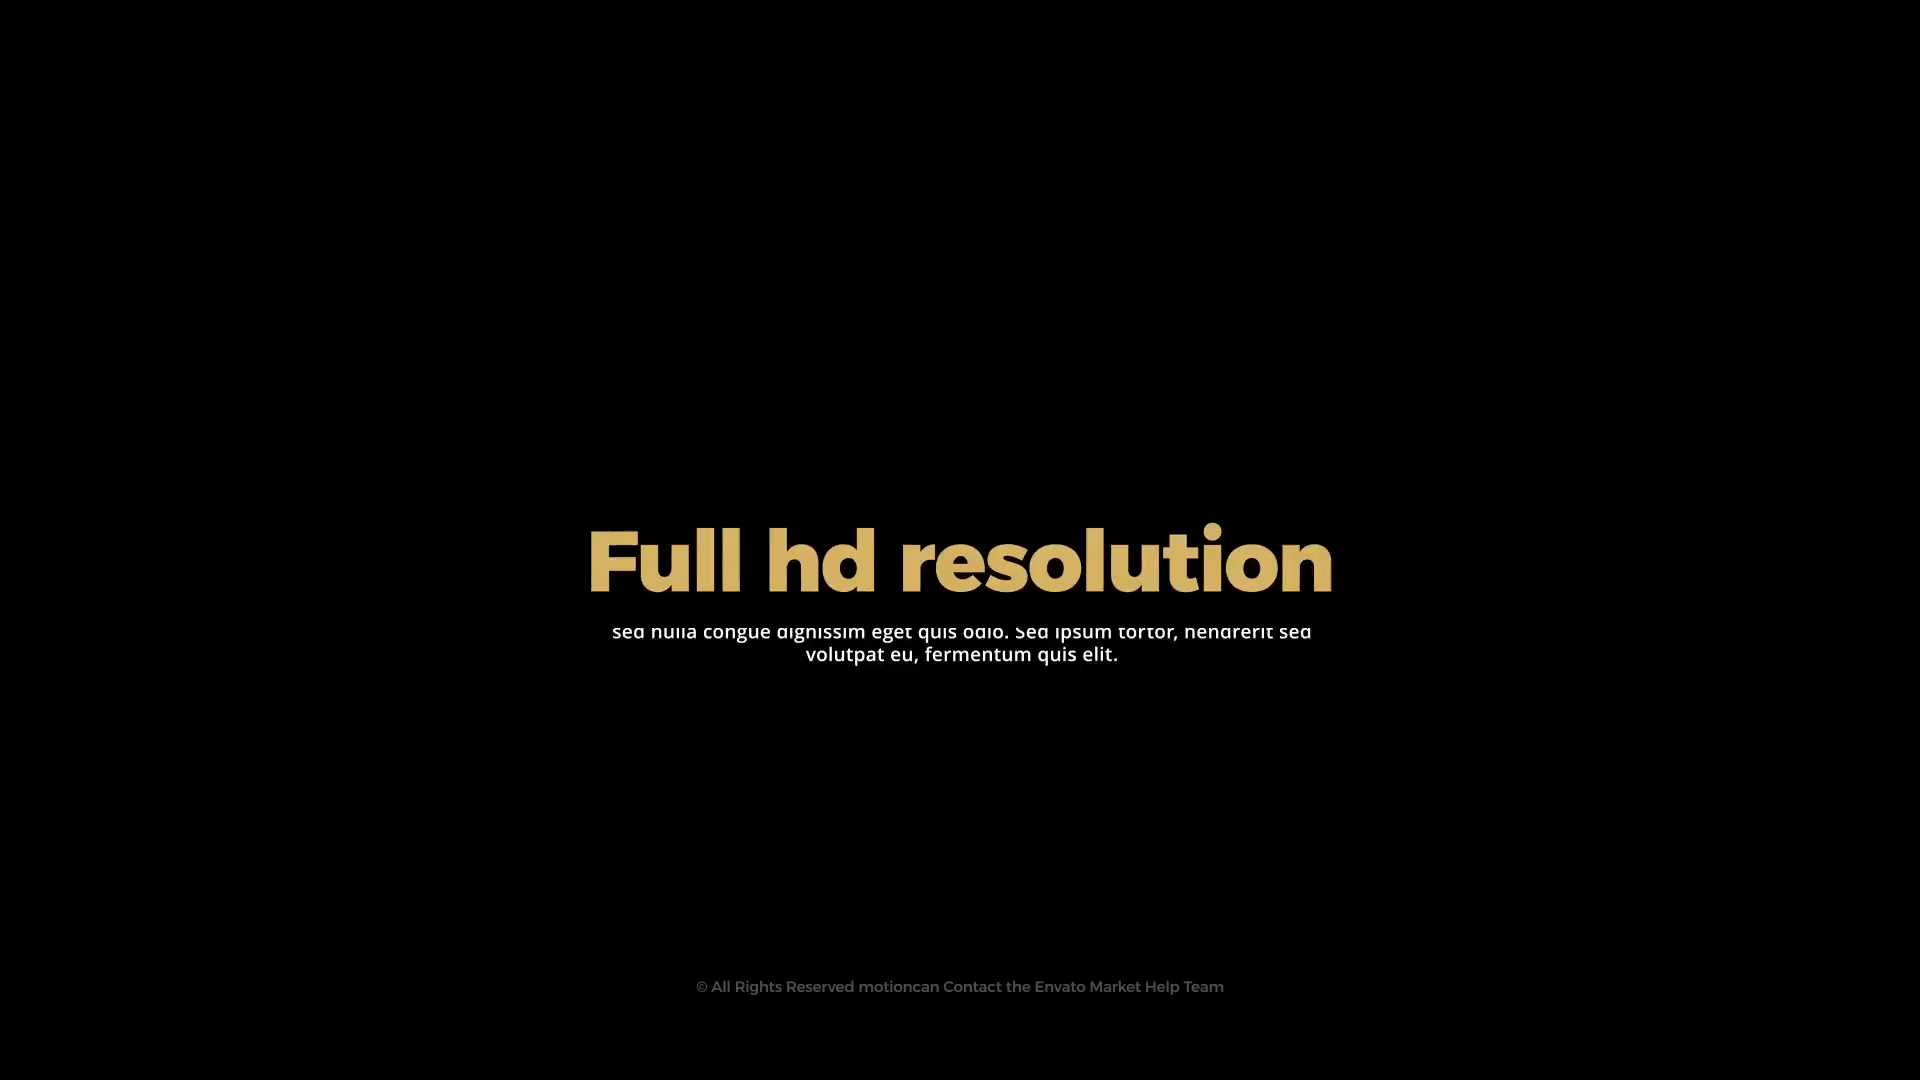 Full hd resolution
sed nulla congue dignissim eget quis odio. Sed ipsum tortor, hendrerit sed
volutpat eu, fermentum quis elit.
© All Rights Reserved motioncan Contact the Envato Market Help Team